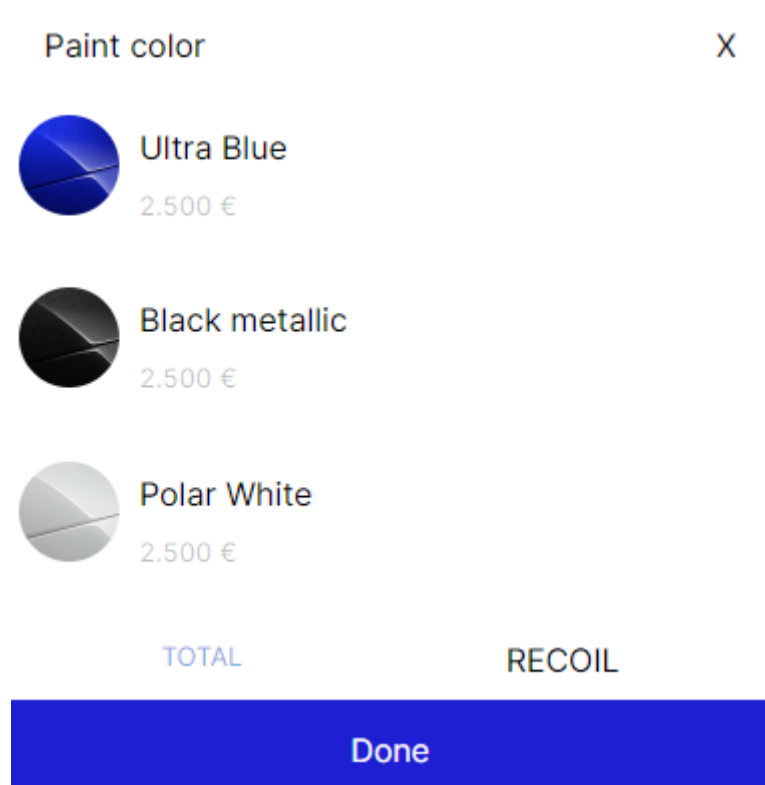 Paint color X
Ultra Blue
2.500 €
Black metallic
2.500 €
Polar White
2.500 €
TOTAL RECOIL
Done